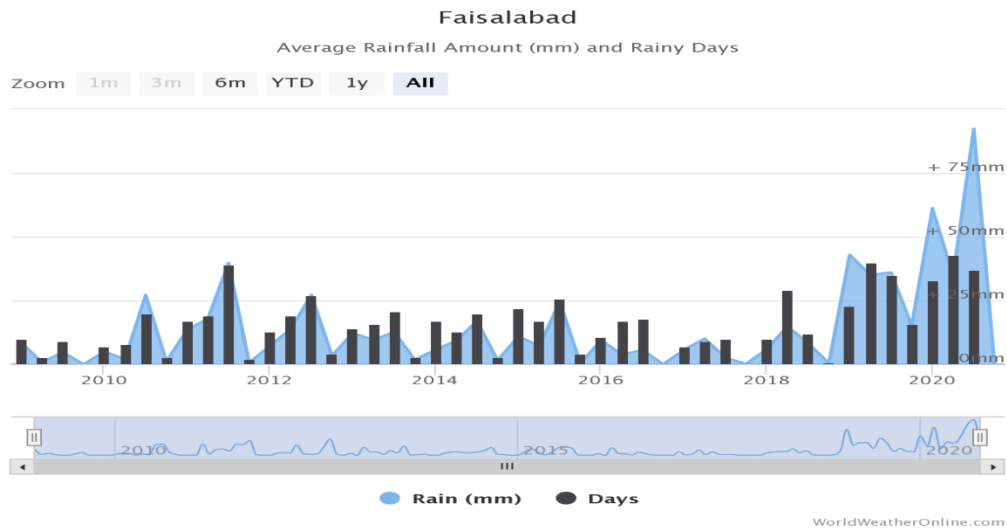 Faisalabad
Average Rainfall Amount (mm) and Rainy Days
Zoom 1m 3m 6m YTD 1y All
+ 75mm
+ 50mm
+ 25mm
0mm
2010 2012 2014 2016 2018 2020
2010 2015 2020
Rain (mm) Days
WorldWeatherOnline.com